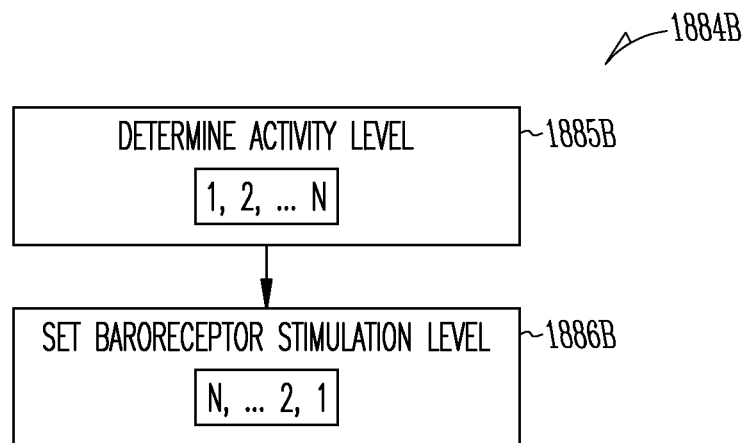 1884B
DETERMINE ACTIVITY LEVEL
1885B
1, 2, ... N
SET BARORECEPTOR STIMULATION LEVEL
1886B
N, ... 2, 1